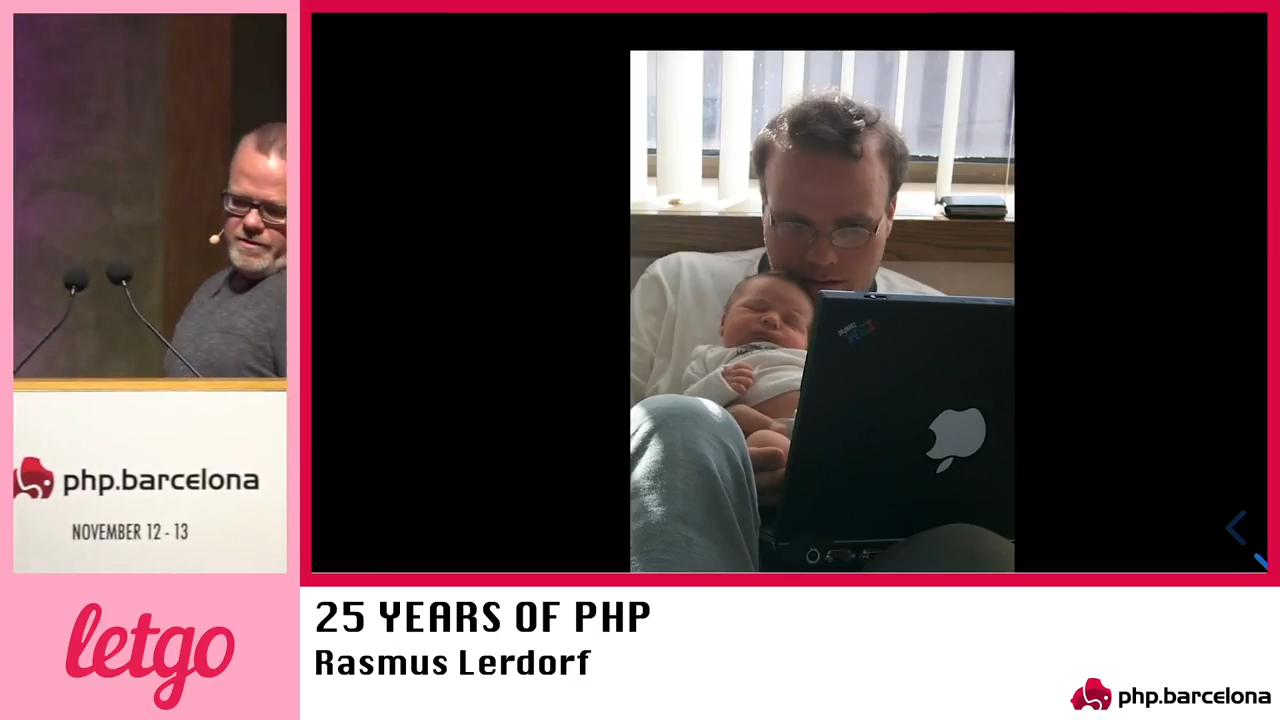 php.barcelona
NOVEMBER 12 - 13
letgo
25 YEARS OF PHP
Rasmus Lerdorf
php.barcelona